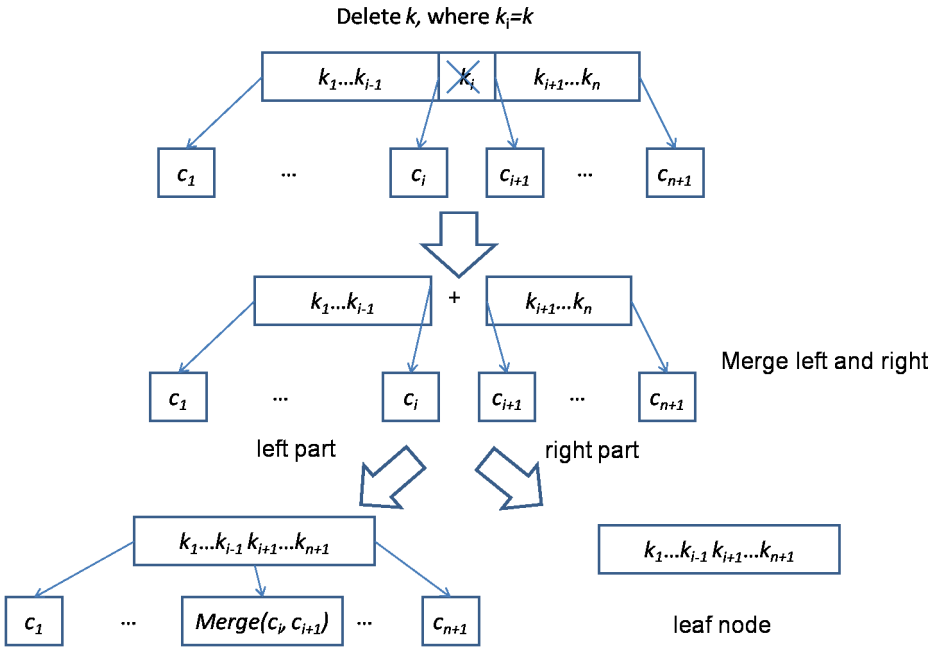 Delete k, where ki=k
k1...ki-1 ki ki+1...kn
c1 ... ci ci+1 ... cn+1
k1...ki-1 + ki+1...kn
Merge left and right
c1 ... ci ci+1 ... cn+1
left part right part
k1...ki-1 ki+1...kn+1
k1...ki-1 ki+1...kn+1
c1 ... Merge(ci, ci+1) ... cn+1
leaf node